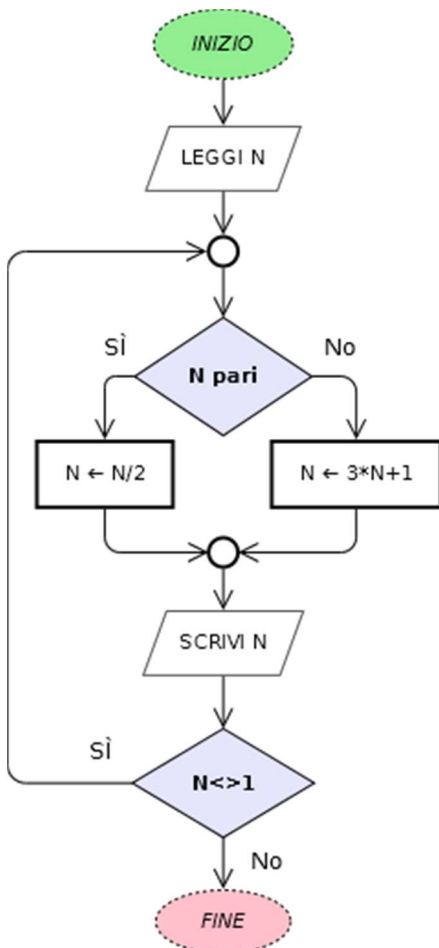 INIZIO
LEGGI N
SÌ
No
N pari
N ← N/2
N ← 3*N+1
SCRIVI N
SÌ
N<>1
No
FINE